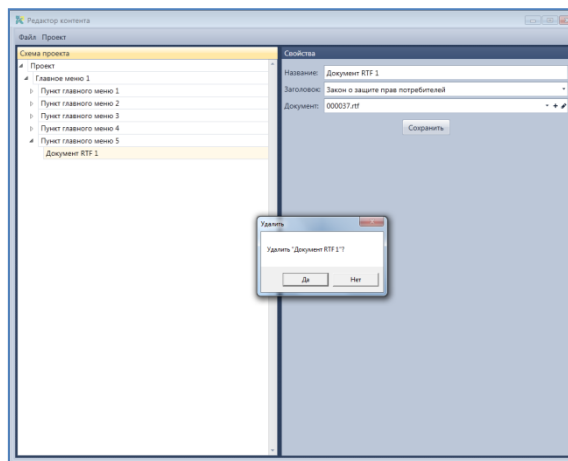 Редактор контента
Файл Проект
Схема проекта
Проект
Главное меню 1
Пункт главного меню 1
Пункт главного меню 2
Пункт главного меню 3
Пункт главного меню 4
Пункт главного меню 5
Документ RTF 1
Свойства
Название: Документ RTF 1
Заголовок: Закон о защите прав потребителей
Документ: 000037.rtf
Сохранить
Удалить
Удалить "Документ RTF 1"?
Да Нет